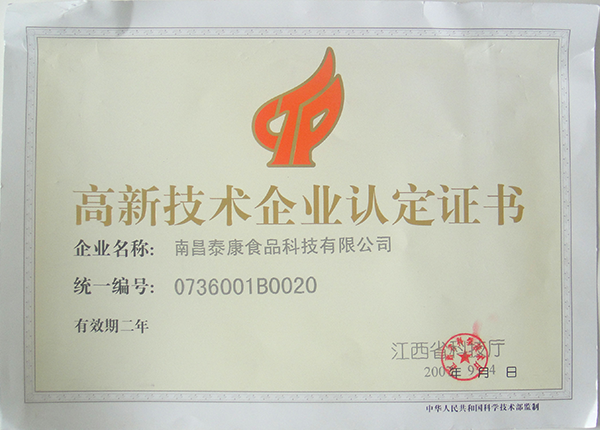 高新技术企业认定证书
企业名称: 南昌泰康食品科技有限公司
统一编号: 0736001B0020
有效期二年
江西省科技厅
200 年 9 月 4 日
中华人民共和国科学技术部监制